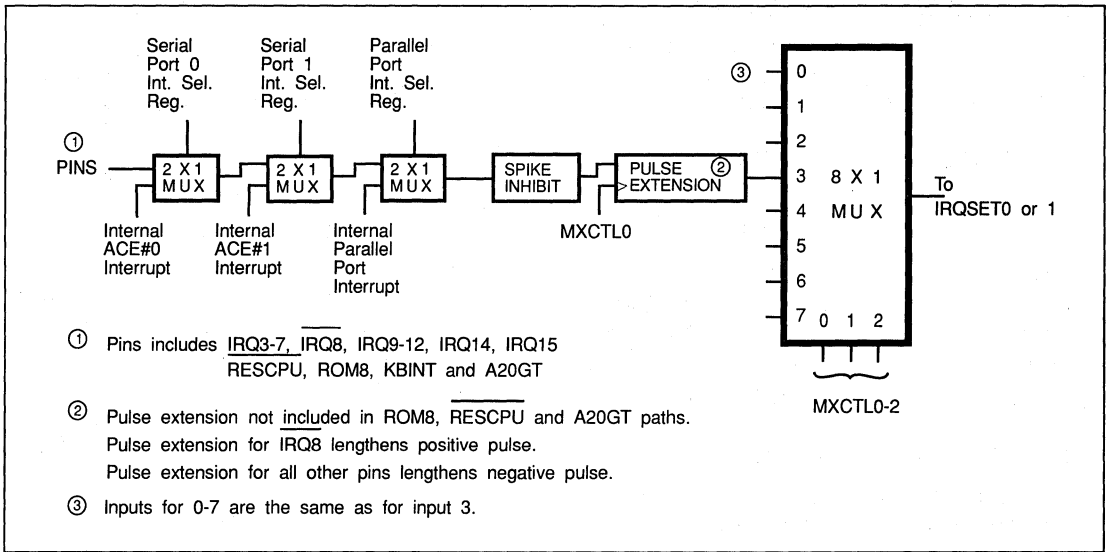 Serial
Port 0
Int. Sel.
Reg.
Serial
Port 1
Int. Sel.
Reg.
Parallel
Port
Int. Sel.
Reg.
①
PINS
2 X 1
MUX
2 X 1
MUX
2 X 1
MUX
SPIKE
INHIBIT
PULSE ②
EXTENSION
MXCTL0
Internal
ACE#0
Interrupt
Internal
ACE#1
Interrupt
Internal
Parallel
Port
Interrupt
③
0
1
2
3
4
5
6
7
8 X 1
MUX
0 1 2
MXCTL0-2
To
IRQSET0 or 1
① Pins includes IRQ3-7, IRQ8, IRQ9-12, IRQ14, IRQ15
RESCPU, ROM8, KBINT and A20GT
② Pulse extension not included in ROM8, RESCPU and A20GT paths.
Pulse extension for IRQ8 lengthens positive pulse.
Pulse extension for all other pins lengthens negative pulse.
③ Inputs for 0-7 are the same as for input 3.